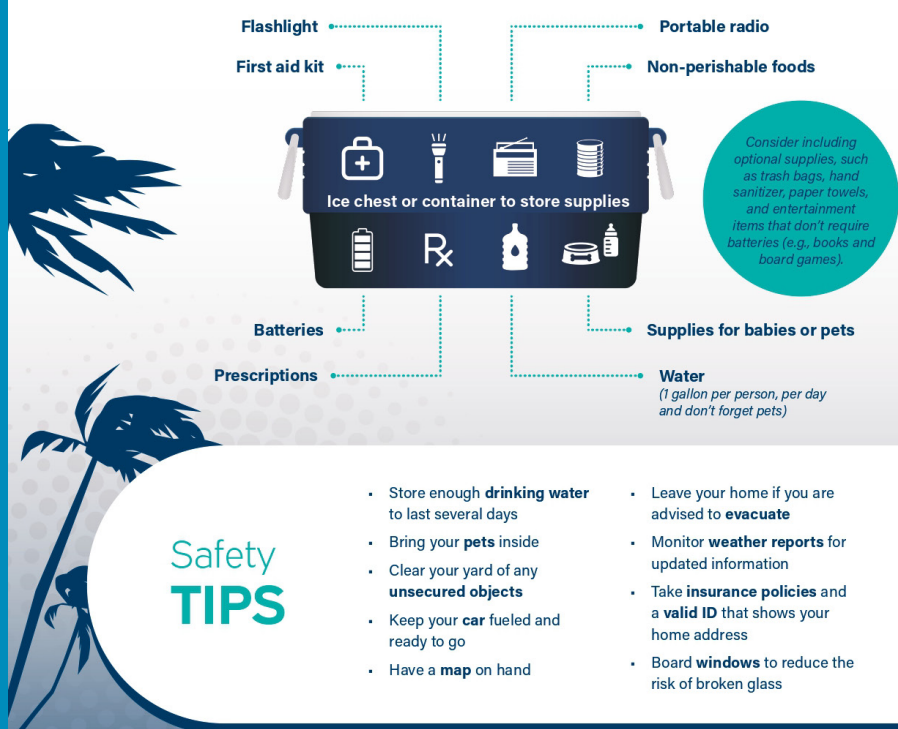 Flashlight
Portable radio
First aid kit
Non-perishable foods
Consider including
optional supplies, such
as trash bags, hand
sanitizer, paper towels,
and entertainment
items that don't require
batteries (e.g., books and
board games).
Ice chest or container to store supplies
Rx
Batteries
Supplies for babies or pets
Prescriptions
Water
(1 gallon per person, per day
and don't forget pets)
Safety
TIPS
▪ Store enough drinking water
to last several days
▪ Bring your pets inside
▪ Clear your yard of any
unsecured objects
▪ Keep your car fueled and
ready to go
▪ Have a map on hand
▪ Leave your home if you are
advised to evacuate
▪ Monitor weather reports for
updated information
▪ Take insurance policies and
a valid ID that shows your
home address
▪ Board windows to reduce the
risk of broken glass